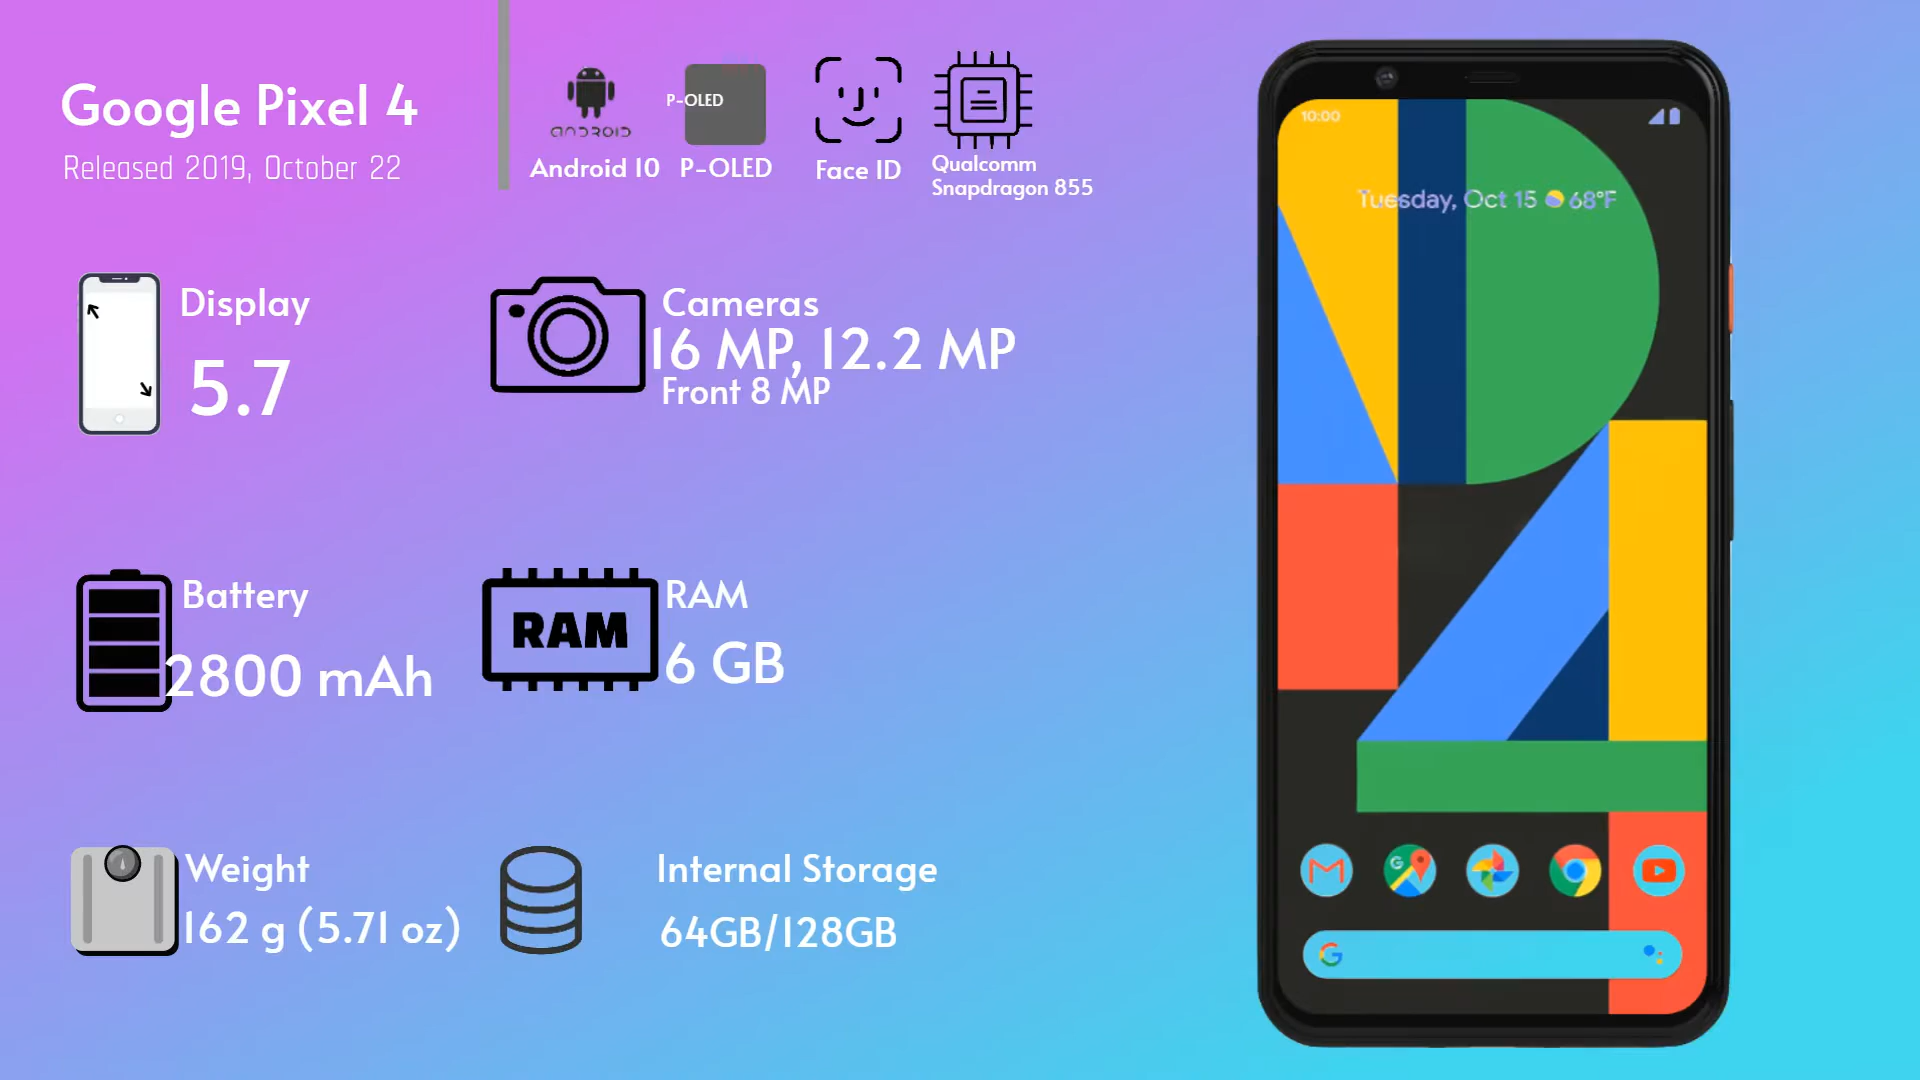 Google Pixel 4
Released 2019, October 22
ANDROID
Android 10
P-OLED
P-OLED
Face ID
Qualcomm
Snapdragon 855
Display
5.7
Cameras
16 MP, 12.2 MP
Front 8 MP
Battery
2800 mAh
RAM
RAM
6 GB
Weight
162 g (5.71 oz)
Internal Storage
64GB/128GB
10:00
Tuesday, Oct 15 68°F